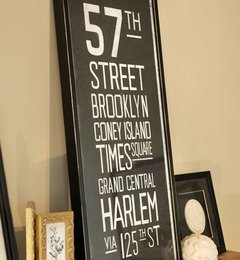 57TH
STREET
BROOKLYN
CONEY ISLAND
TIMES SQUARE
GRAND CENTRAL
HARLEM
VIA 125TH ST